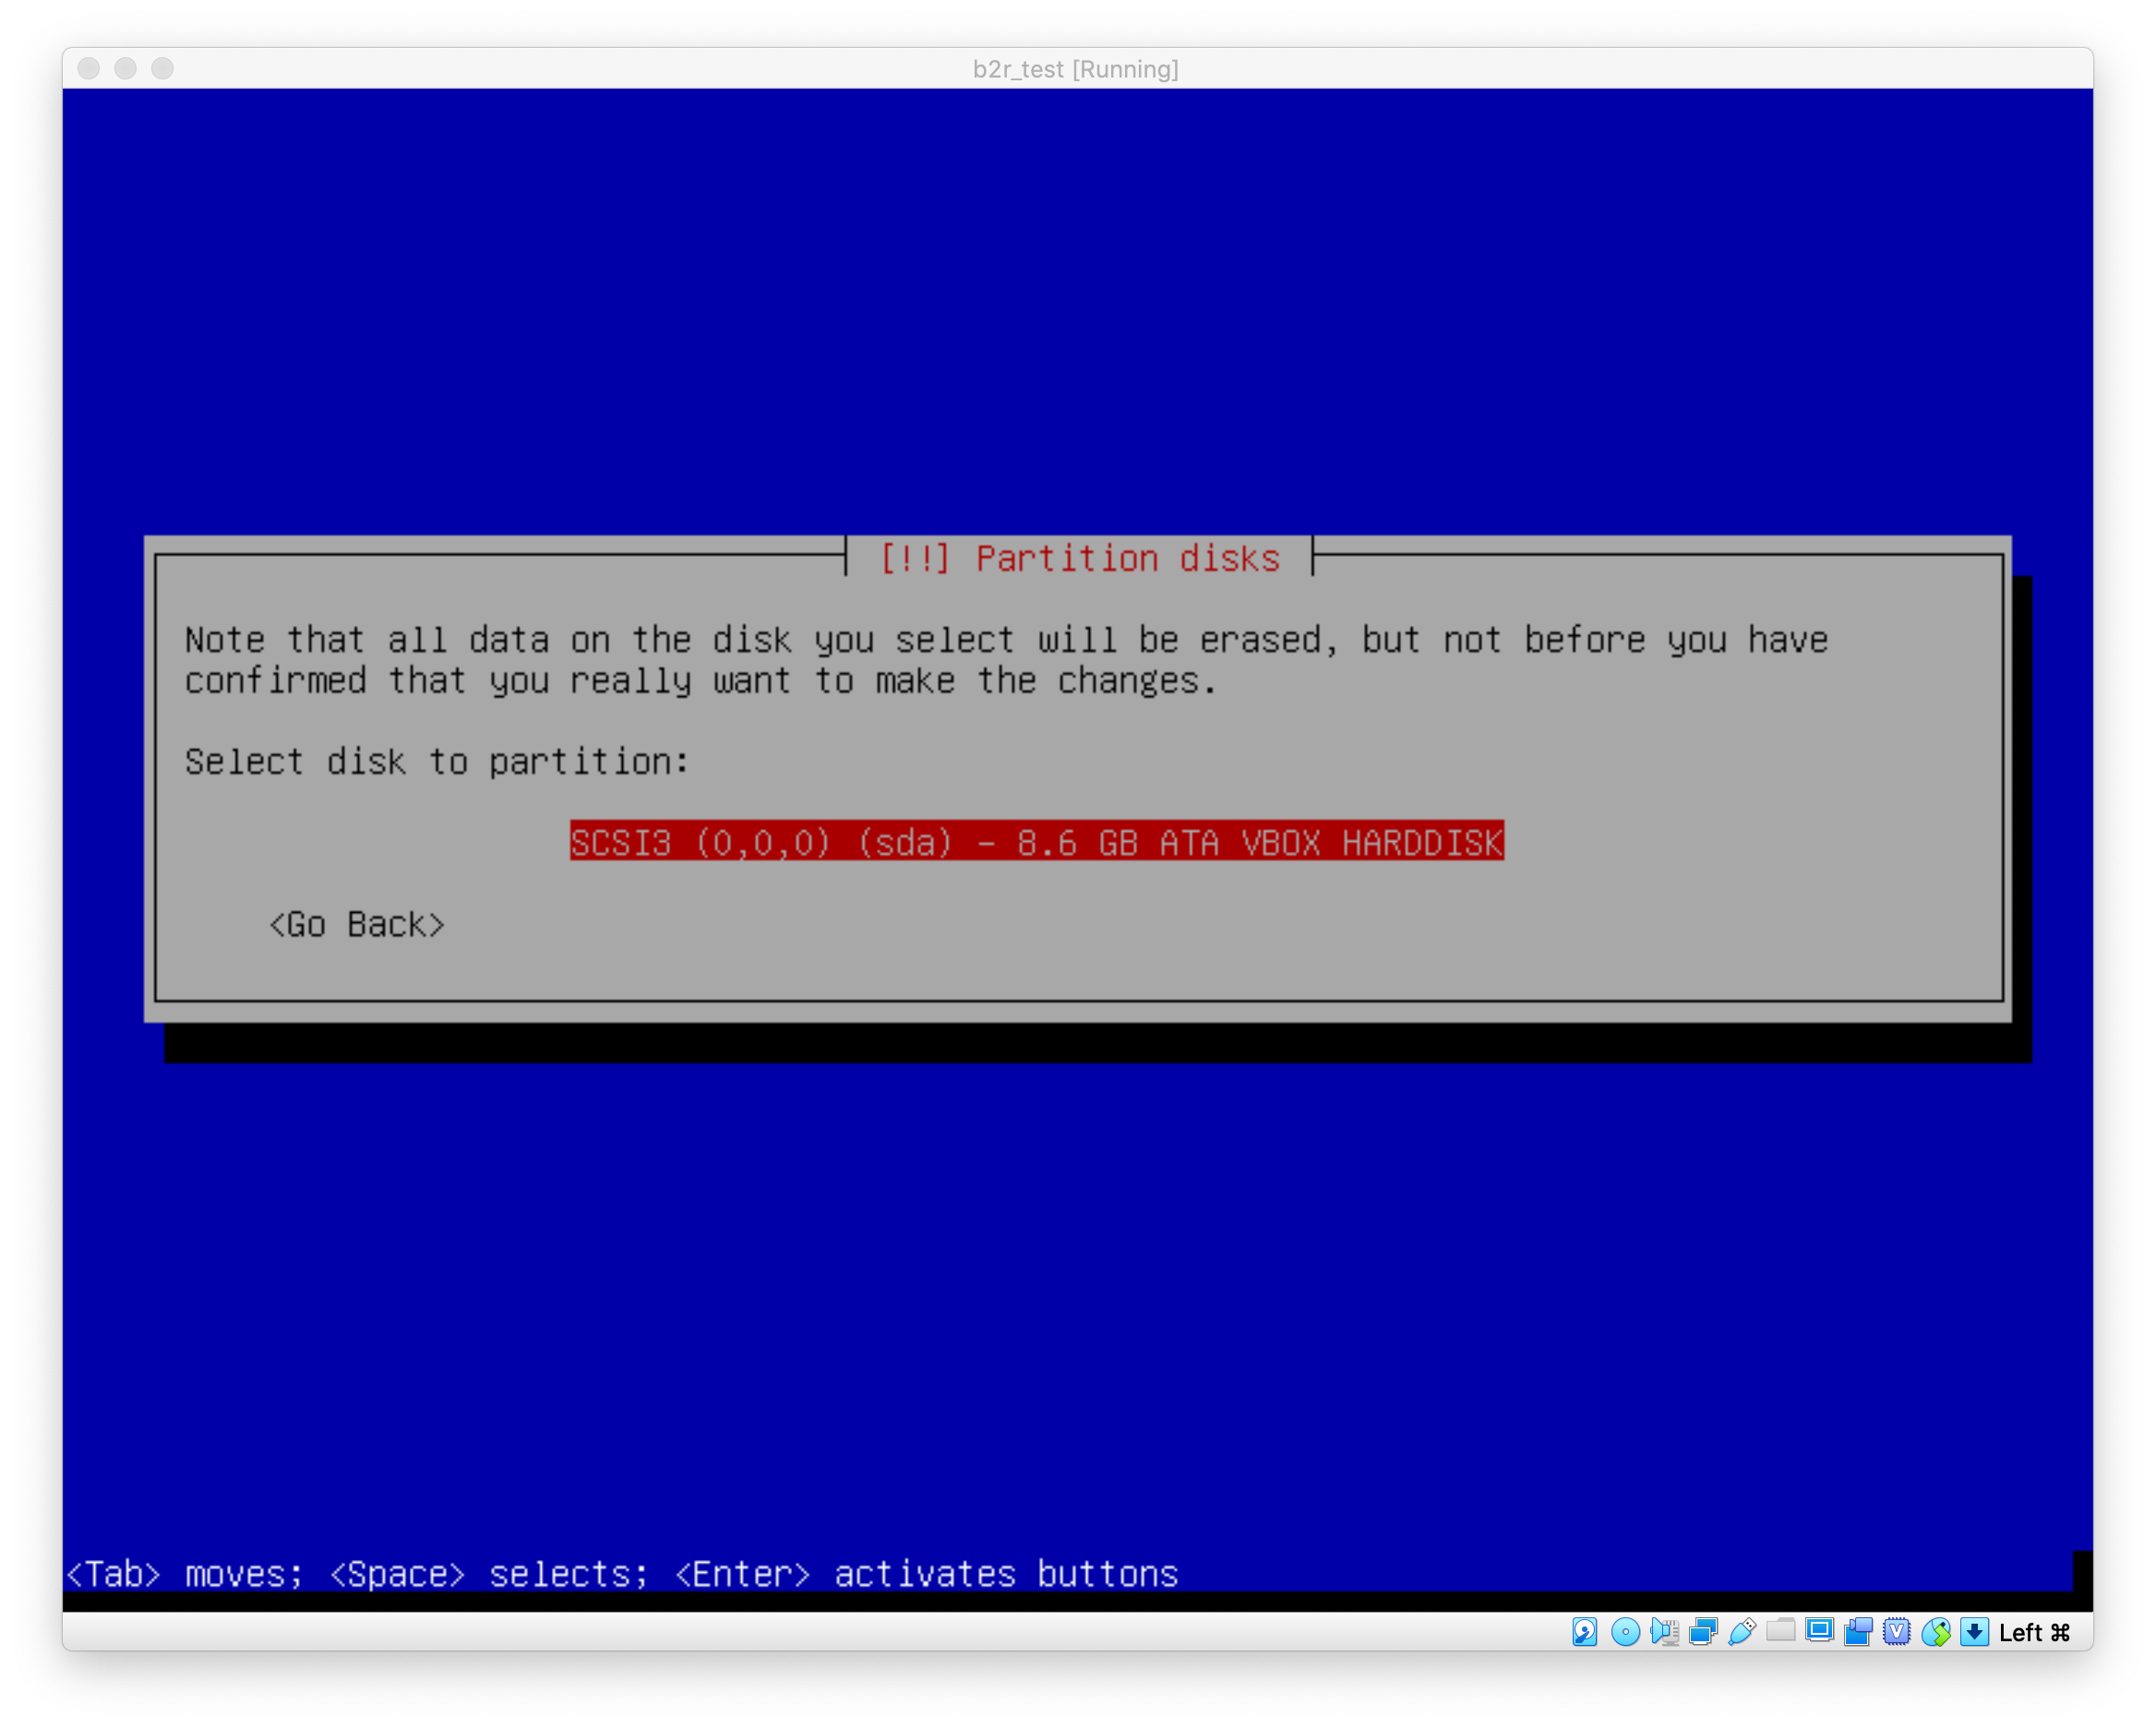 b2r_test [Running]
[!!] Partition disks
Note that all data on the disk you select will be erased, but not before you have
confirmed that you really want to make the changes.
Select disk to partition:
SCSI3 (0,0,0) (sda) - 8.6 GB ATA VBOX HARDDISK
<Go Back>
<Tab> moves; <Space> selects; <Enter> activates buttons
Left ⌘